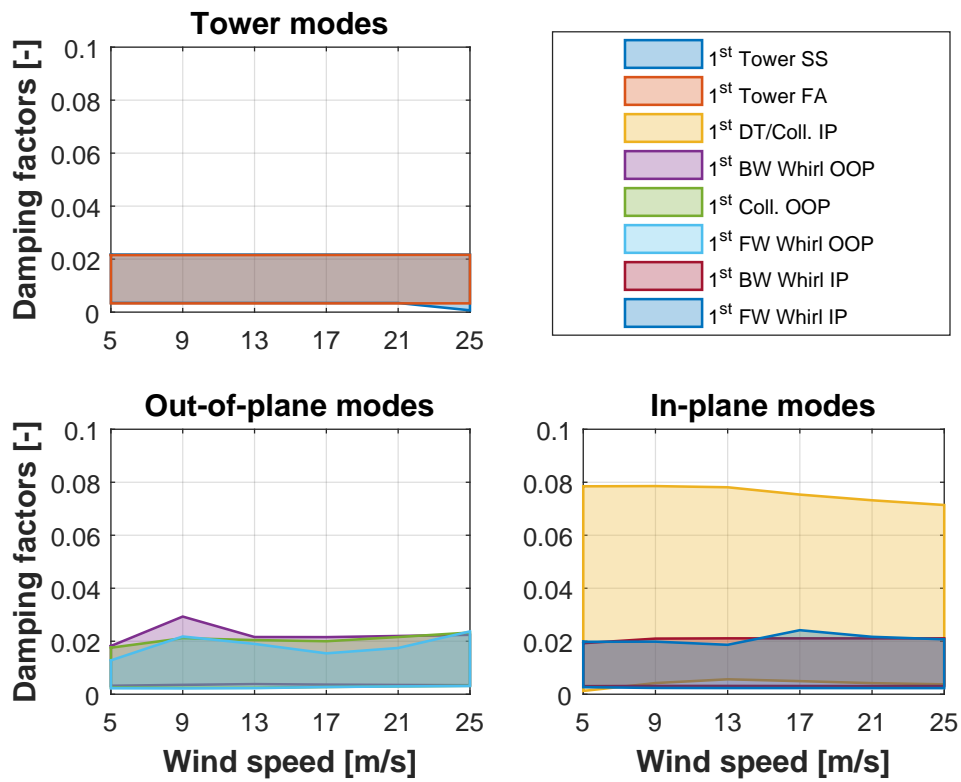 Tower modes
Damping factors [-]
0.1
0.08
0.06
0.04
0.02
0
5 9 13 17 21 25
1st Tower SS
1st Tower FA
1st DT/Coll. IP
1st BW Whirl OOP
1st Coll. OOP
1st FW Whirl OOP
1st BW Whirl IP
1st FW Whirl IP
Out-of-plane modes
Damping factors [-]
0.1
0.08
0.06
0.04
0.02
0
5 9 13 17 21 25
Wind speed [m/s]
In-plane modes
0.1
0.08
0.06
0.04
0.02
0
5 9 13 17 21 25
Wind speed [m/s]